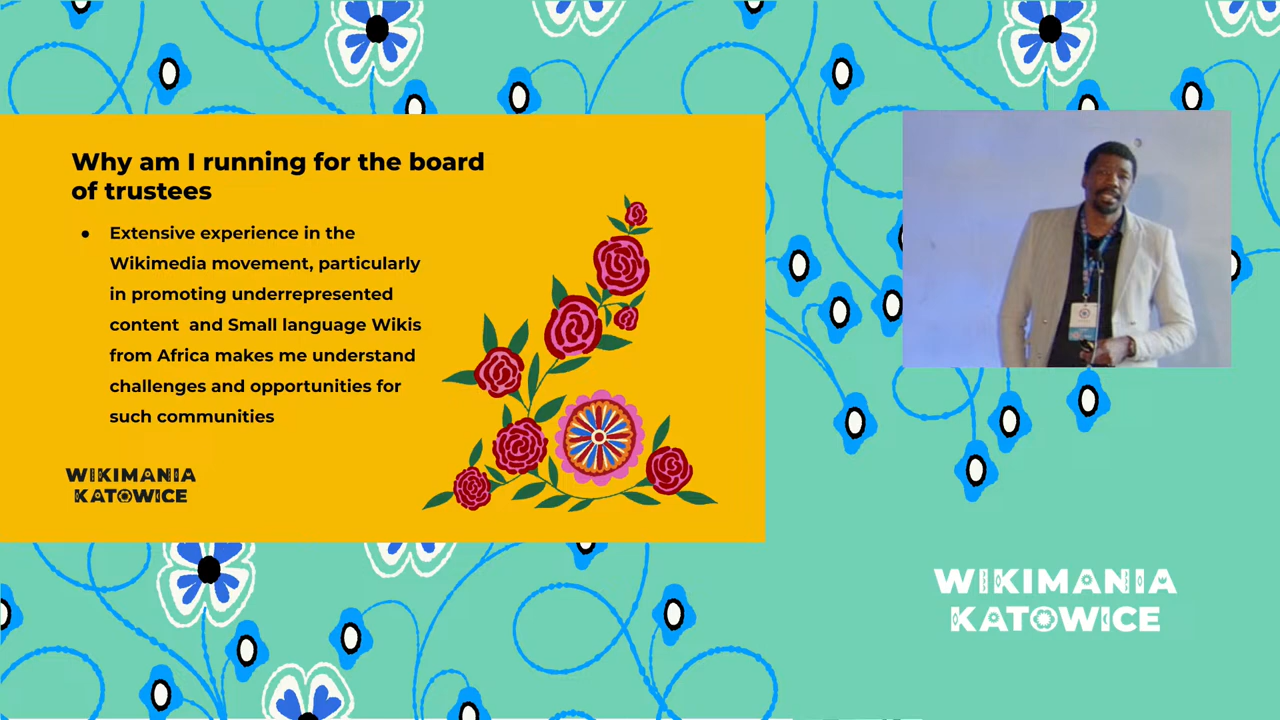 Why am I running for the board
of trustees
● Extensive experience in the
Wikimedia movement, particularly
in promoting underrepresented
content and Small language Wikis
from Africa makes me understand
challenges and opportunities for
such communities
WIKIMANIA
KATOWICE
WIKIMANIA
KATOWICE